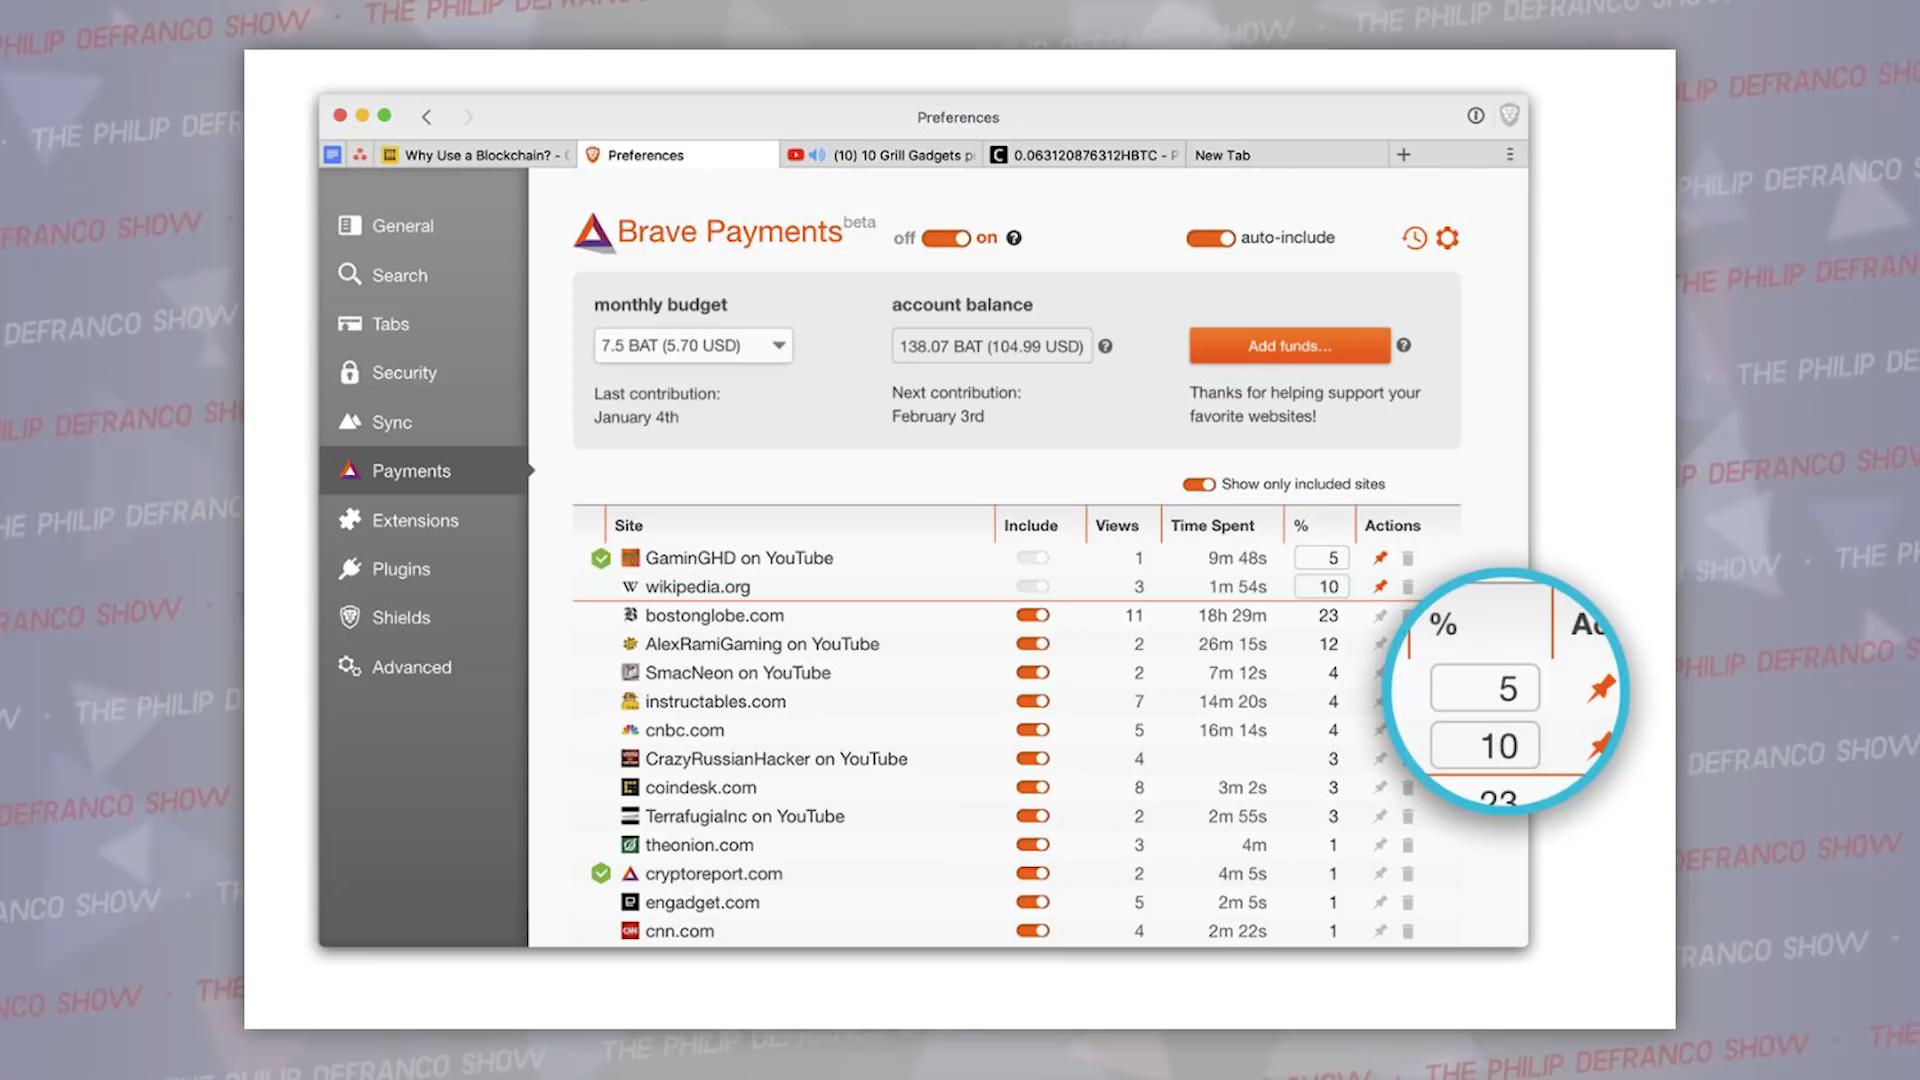 THE PHILIP DEFRANCO SHOW
Preferences
Why Use a Blockchain? -
Preferences
(10) 10 Grill Gadgets p
0.063120876312HBTC - P
New Tab
General
Search
Tabs
Security
Sync
Payments
Extensions
Plugins
Shields
Advanced
Brave Payments beta
off on
auto-include
monthly budget
7.5 BAT (5.70 USD)
Last contribution:
January 4th
account balance
138.07 BAT (104.99 USD)
Next contribution:
February 3rd
Add funds...
Thanks for helping support your
favorite websites!
Show only included sites
Site Include Views Time Spent % Actions
GaminGHD on YouTube 1 9m 48s 5
wikipedia.org 3 1m 54s 10
bostonglobe.com 11 18h 29m 23
AlexRamiGaming on YouTube 2 26m 15s 12
SmacNeon on YouTube 2 7m 12s 4
instructables.com 7 14m 20s 4
cnbc.com 5 16m 14s 4
CrazyRussianHacker on YouTube 4 3
coindesk.com 8 3m 2s 3
TerrafugiaInc on YouTube 2 2m 55s 3
theonion.com 3 4m 1
cryptoreport.com 2 4m 5s 1
engadget.com 5 2m 5s 1
cnn.com 4 2m 22s 1
% Ac
5
10
23